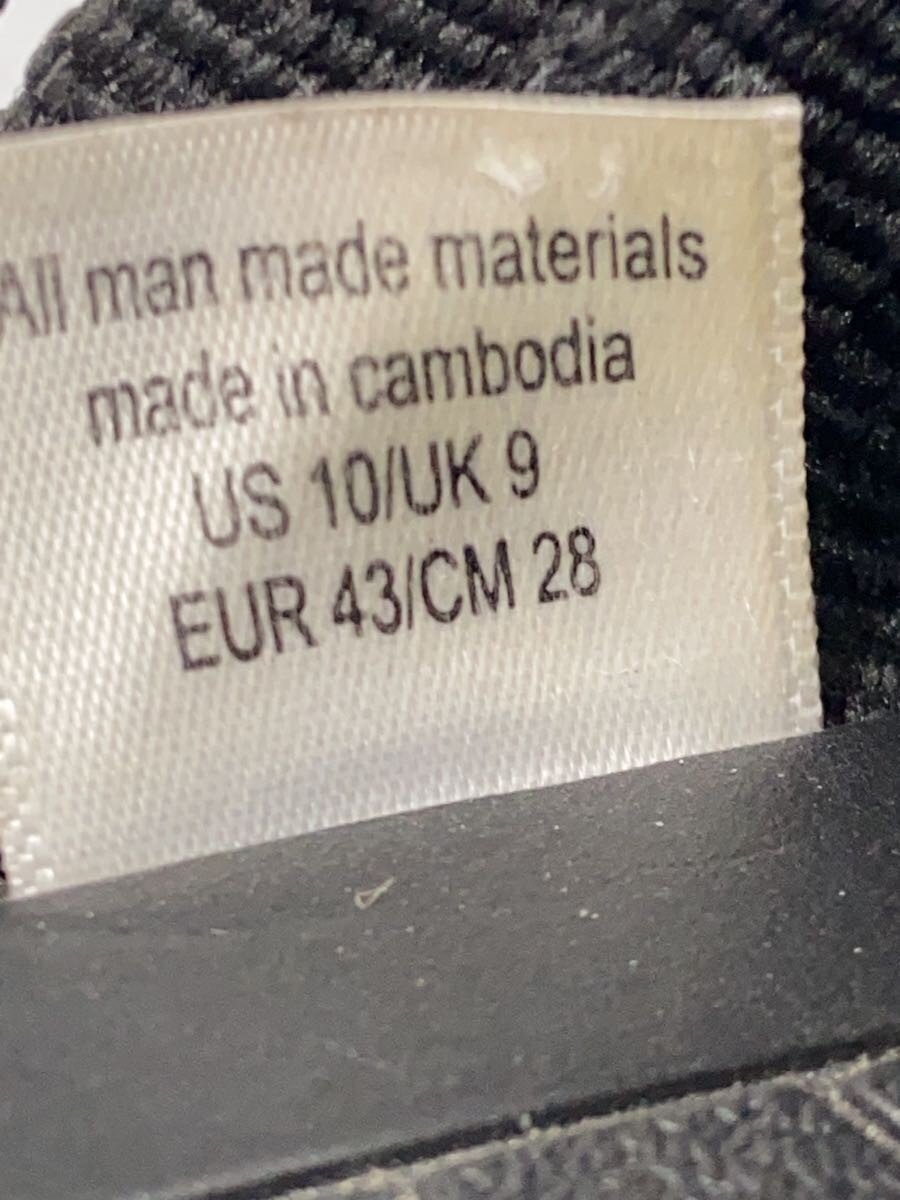 All man made materials
made in cambodia
US 10/UK 9
EUR 43/CM 28